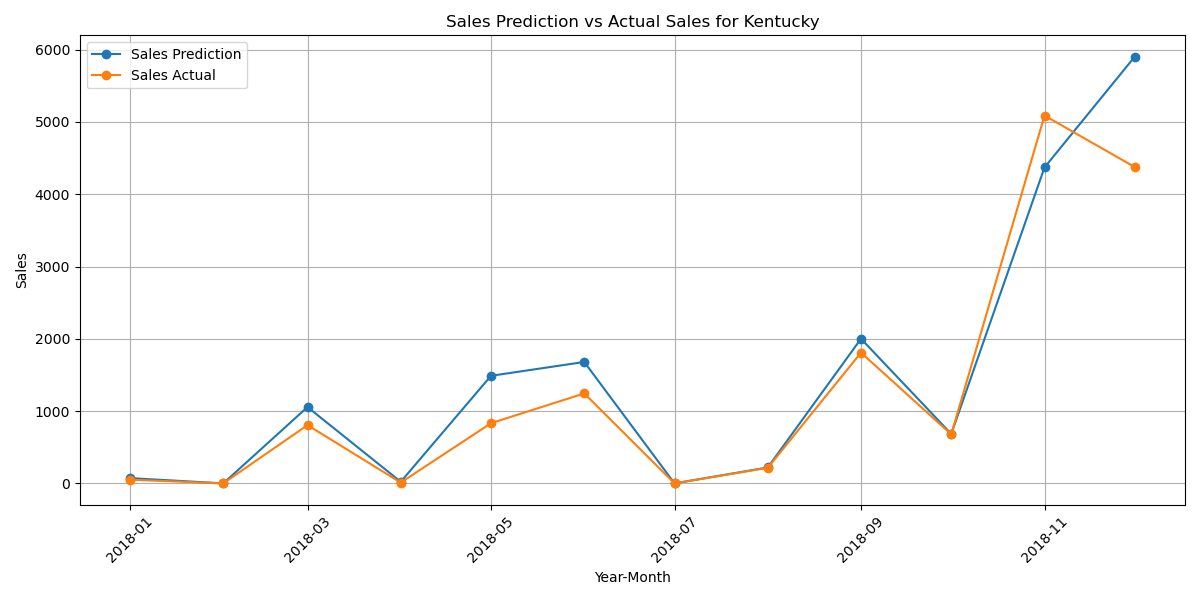 Sales Prediction vs Actual Sales for Kentucky
Sales Prediction
Sales Actual
6000
5000
4000
3000
2000
1000
0
Sales
2018-01
2018-03
2018-05
2018-07
2018-09
2018-11
Year-Month